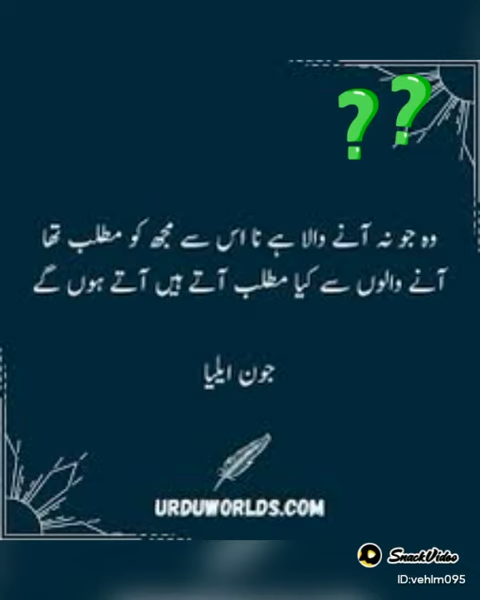 ??
وہ جو نہ آنے والا ہے نا اس سے مجھ کو مطلب تھا
آنے والوں سے کیا مطلب آتے ہیں آتے ہوں گے
جون ایلیا
URDUWORLDS.COM
SnackVideo
ID:vehlm095